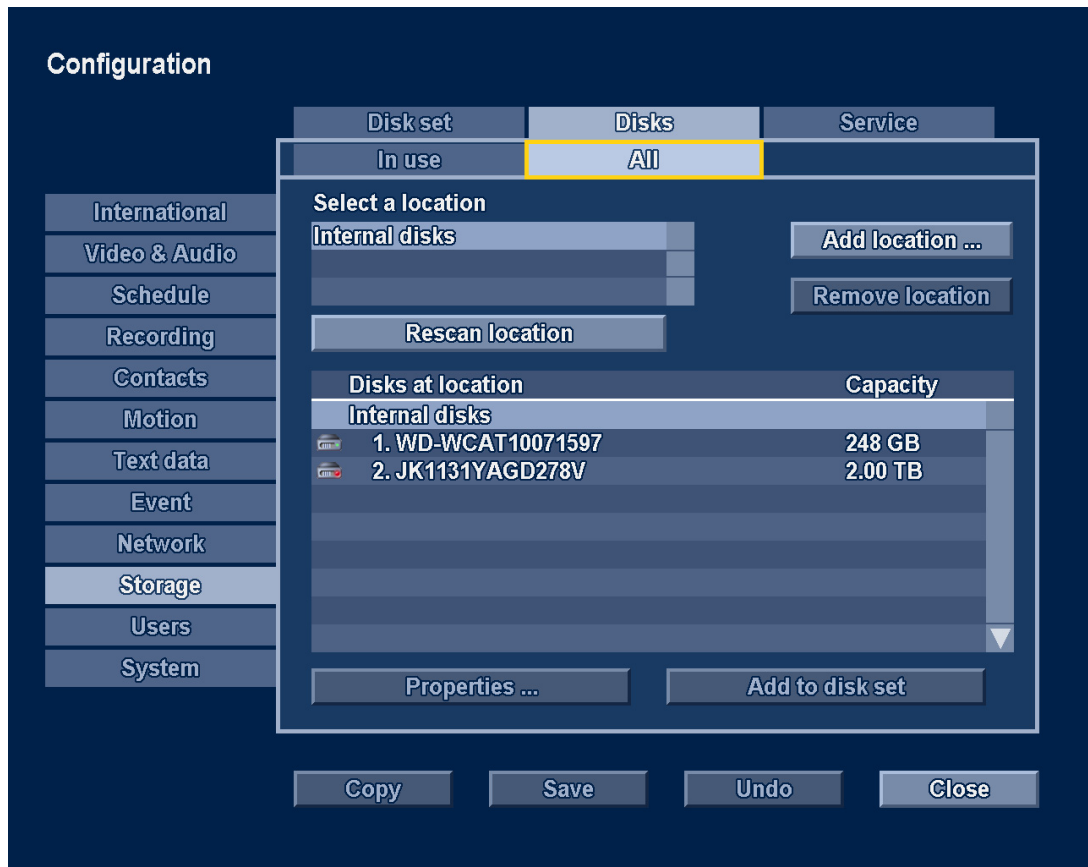 Configuration
Disk set Disks Service
In use All
International
Video & Audio
Schedule
Recording
Contacts
Motion
Text data
Event
Network
Storage
Users
System
Select a location
Internal disks
Add location ...
Remove location
Rescan location
Disks at location Capacity
Internal disks
1. WD-WCAT10071597 248 GB
2. JK1131YAGD278V 2.00 TB
Properties ... Add to disk set
Copy Save Undo Close